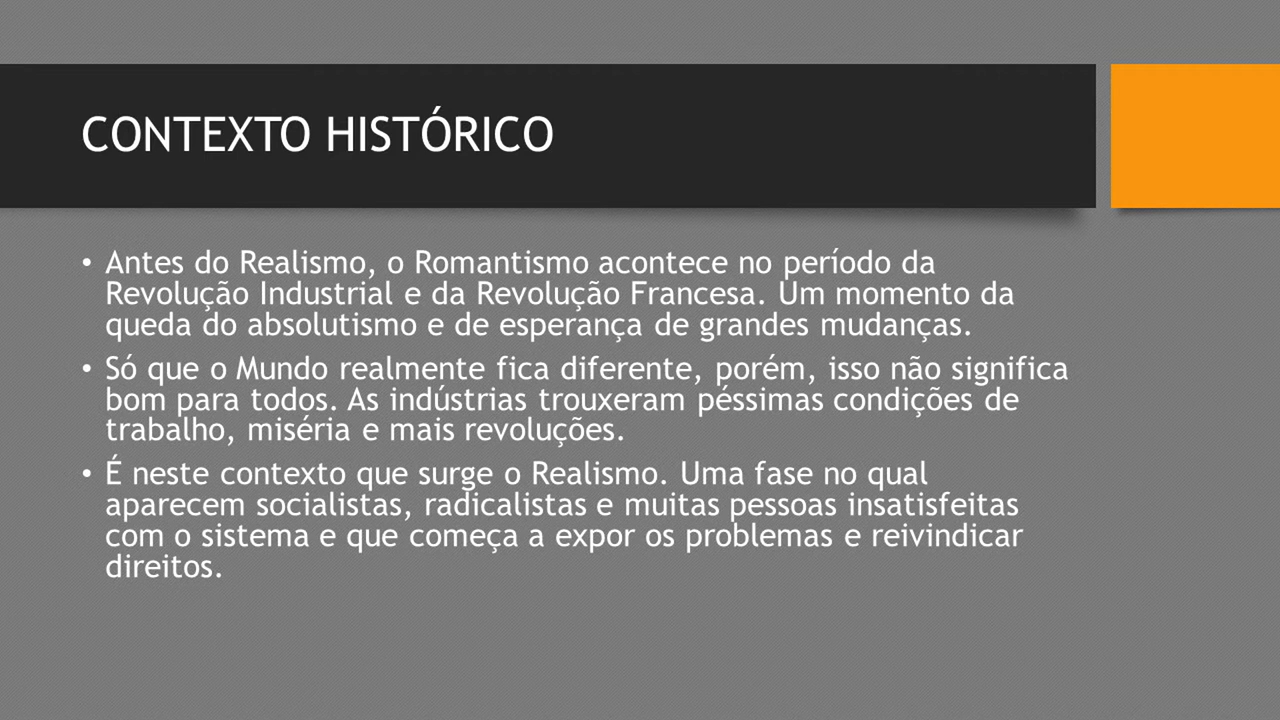 CONTEXTO HISTÓRICO
• Antes do Realismo, o Romantismo acontece no período da
Revolução Industrial e da Revolução Francesa. Um momento da
queda do absolutismo e de esperança de grandes mudanças.
• Só que o Mundo realmente fica diferente, porém, isso não significa
bom para todos. As indústrias trouxeram péssimas condições de
trabalho, miséria e mais revoluções.
• É neste contexto que surge o Realismo. Uma fase no qual
aparecem socialistas, radicalistas e muitas pessoas insatisfeitas
com o sistema e que começa a expor os problemas e reivindicar
direitos.